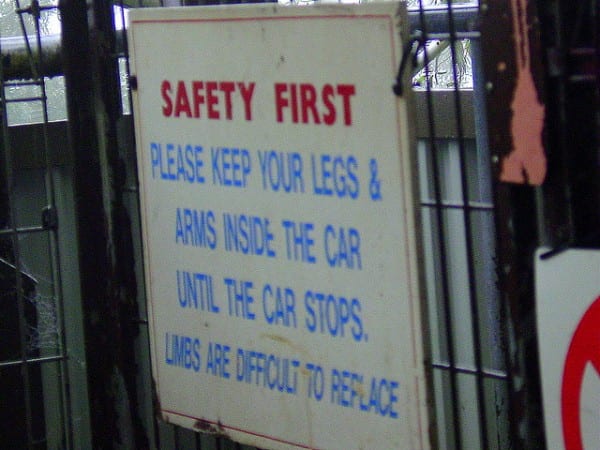 SAFETY FIRST
PLEASE KEEP YOUR LEGS &
ARMS INSIDE THE CAR
UNTIL THE CAR STOPS.
LIMBS ARE DIFFICULT TO REPLACE